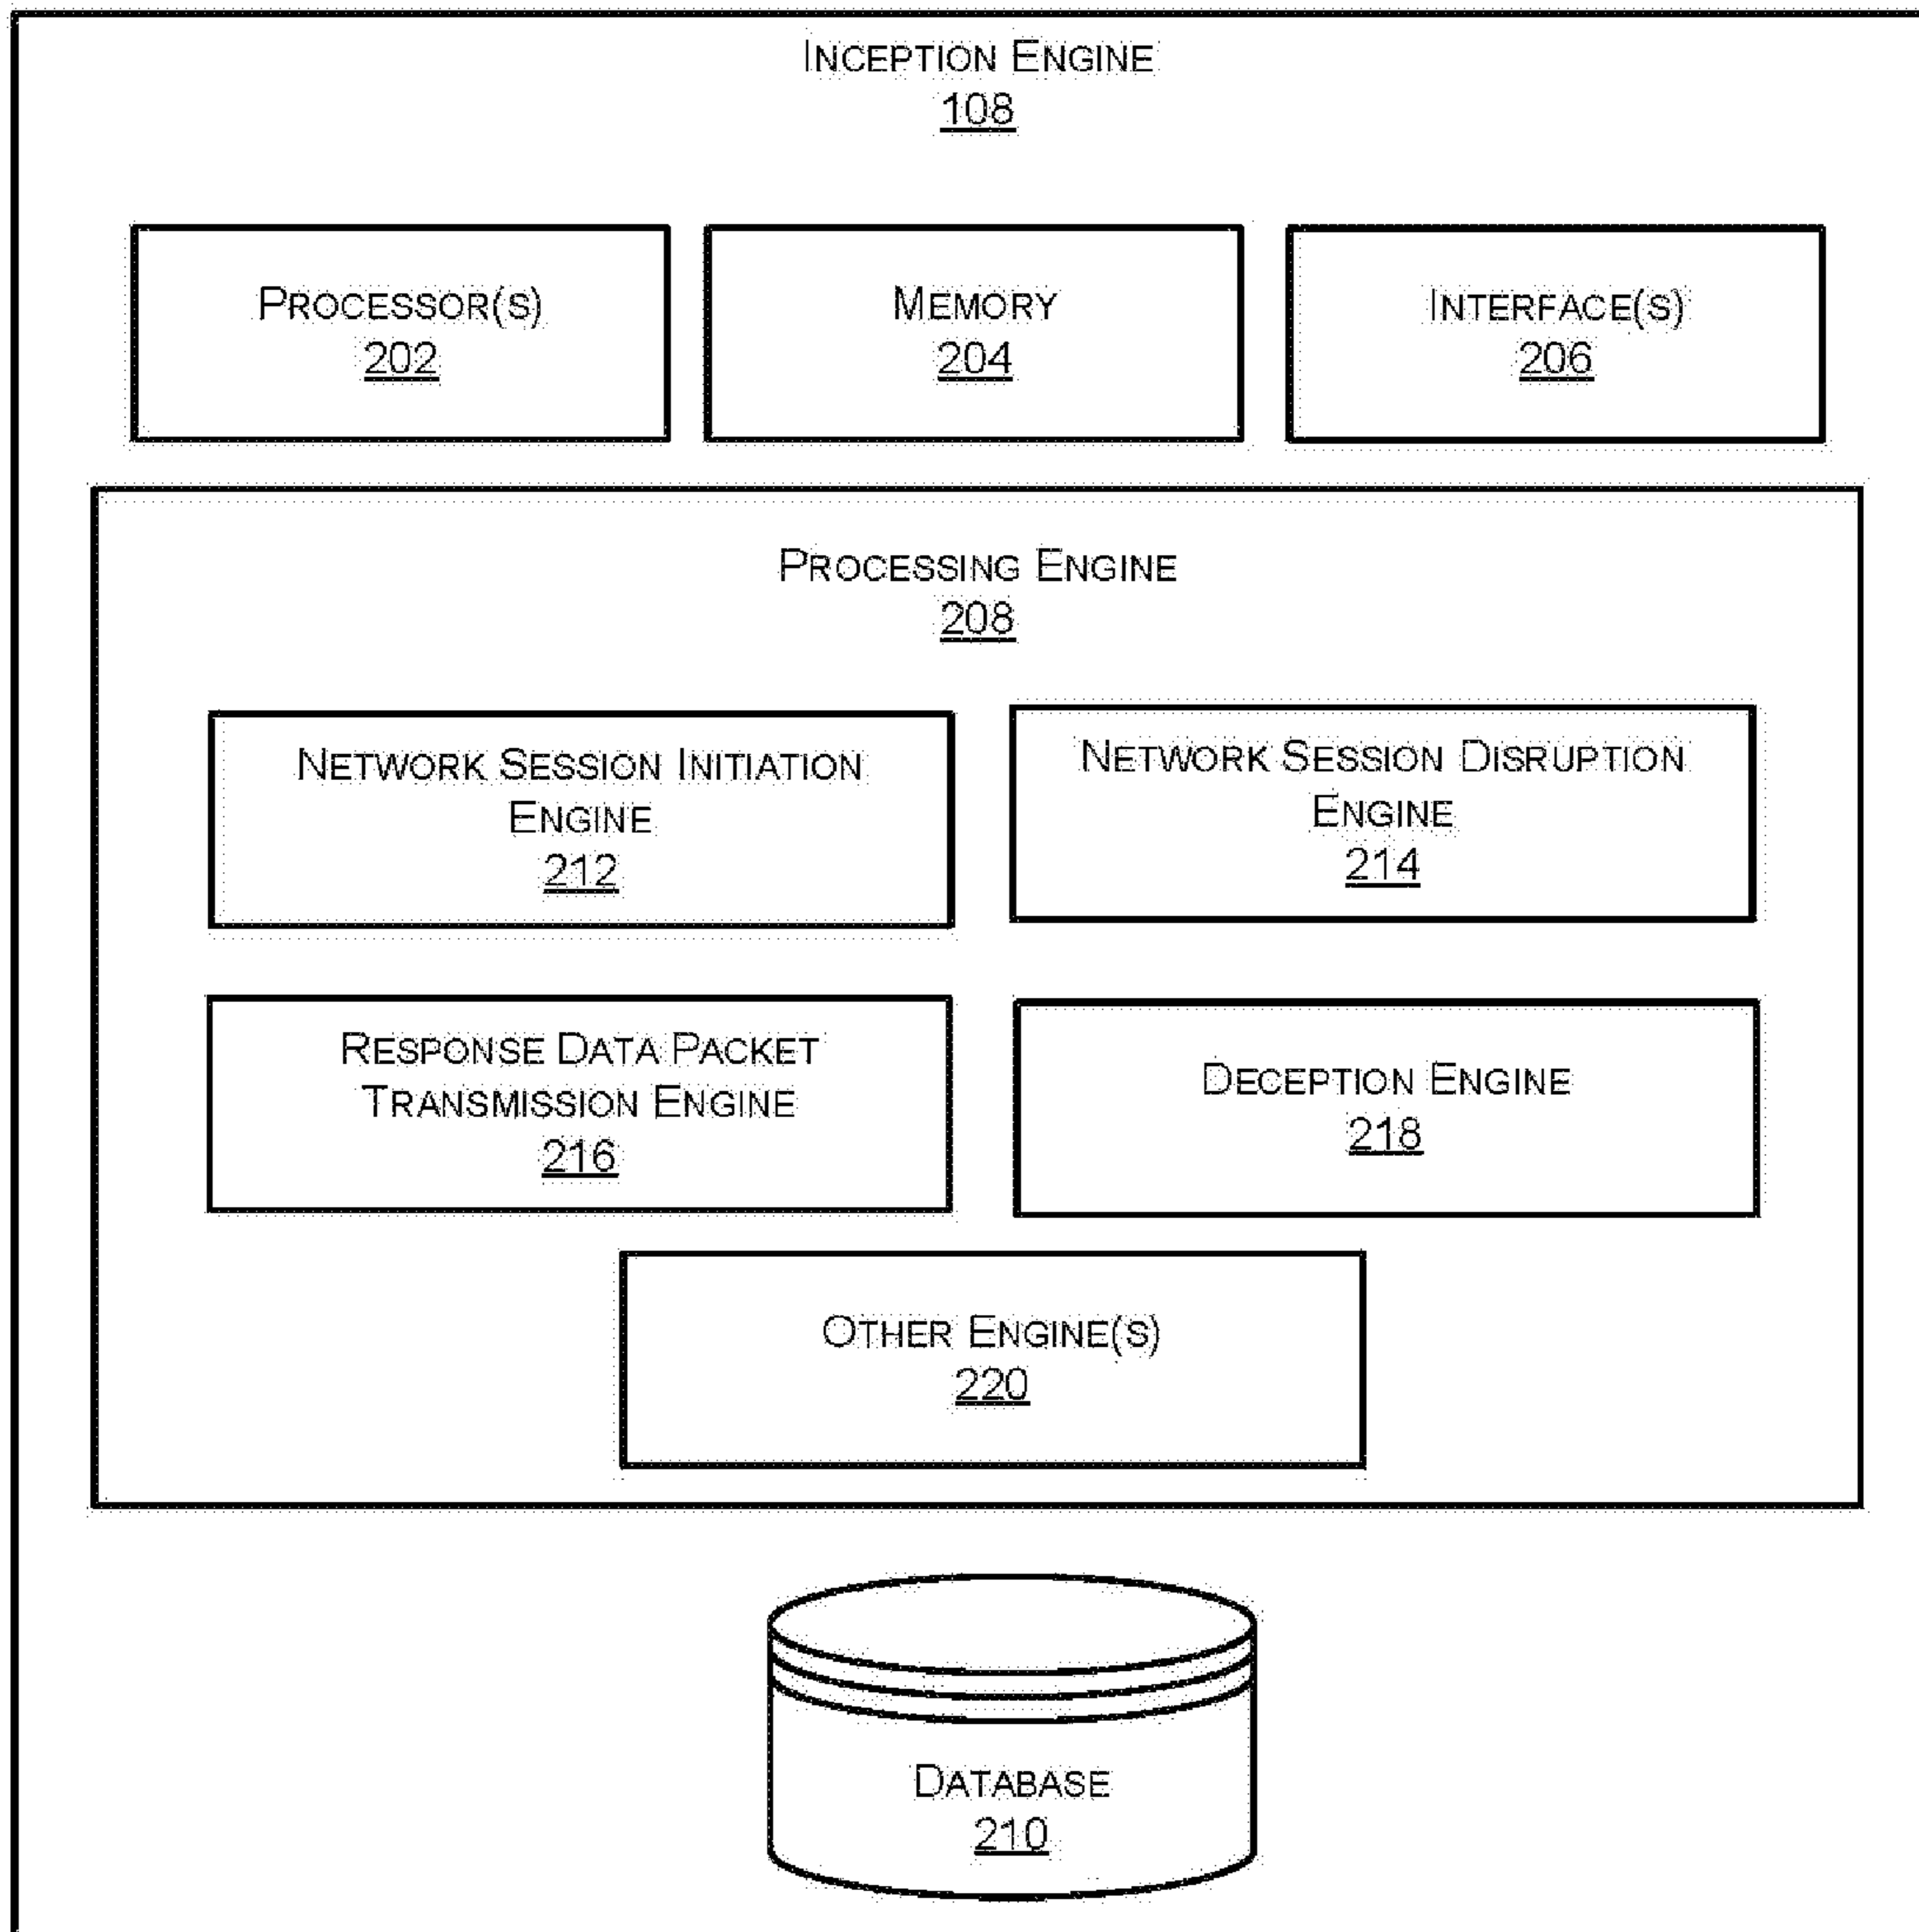 INCEPTION ENGINE
108
PROCESSOR(S)
202
MEMORY
204
INTERFACE(S)
206
PROCESSING ENGINE
208
NETWORK SESSION INITIATION
ENGINE
212
NETWORK SESSION DISRUPTION
ENGINE
214
RESPONSE DATA PACKET
TRANSMISSION ENGINE
216
DECEPTION ENGINE
218
OTHER ENGINE(S)
220
DATABASE
210